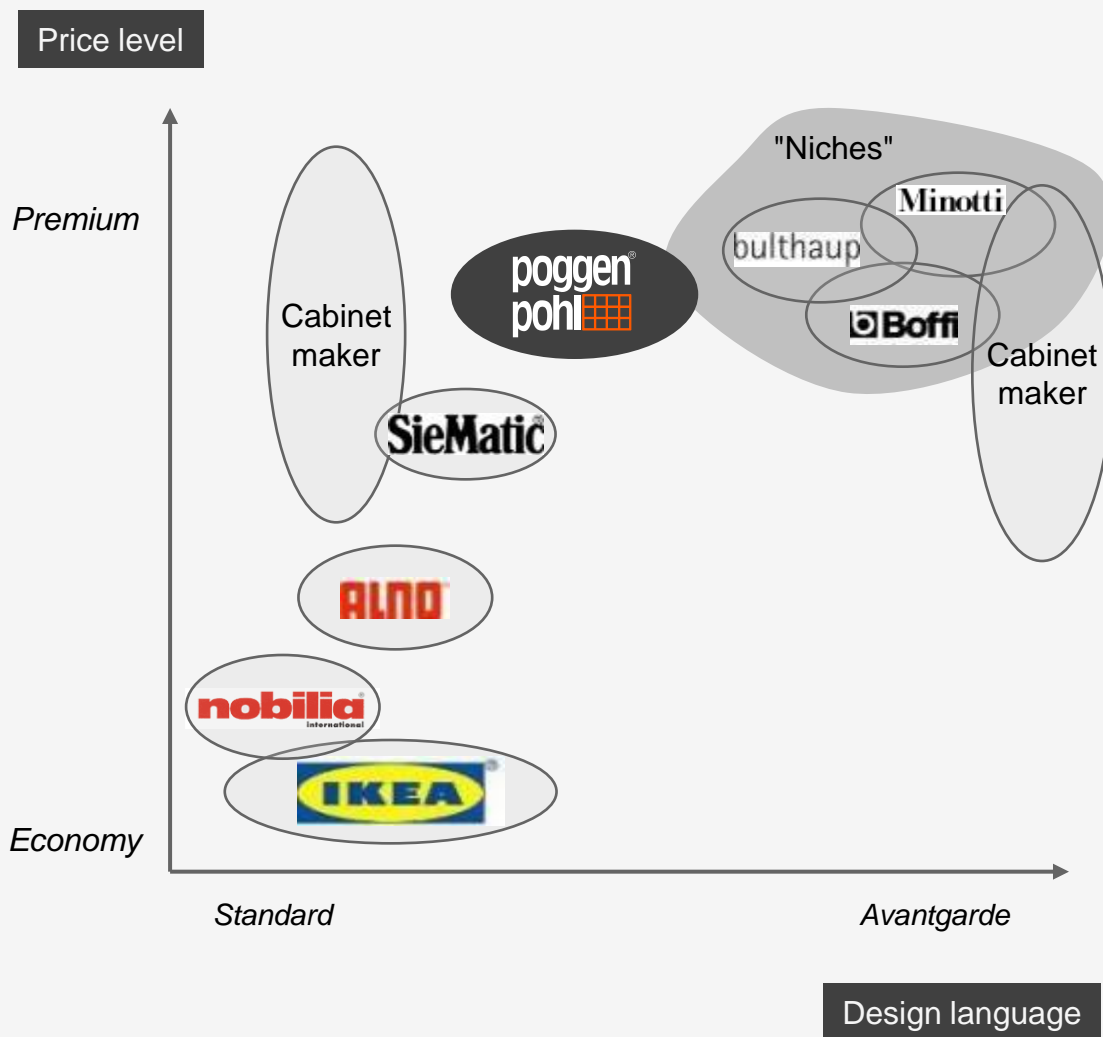 Price level
"Niches"
Premium
Minotti
bulthaup
poggen®
pohl
Boffi
Cabinet
maker
Cabinet
maker
SieMatic®
ALNO
nobilia
international
IKEA®
Economy
Standard
Avantgarde
Design language